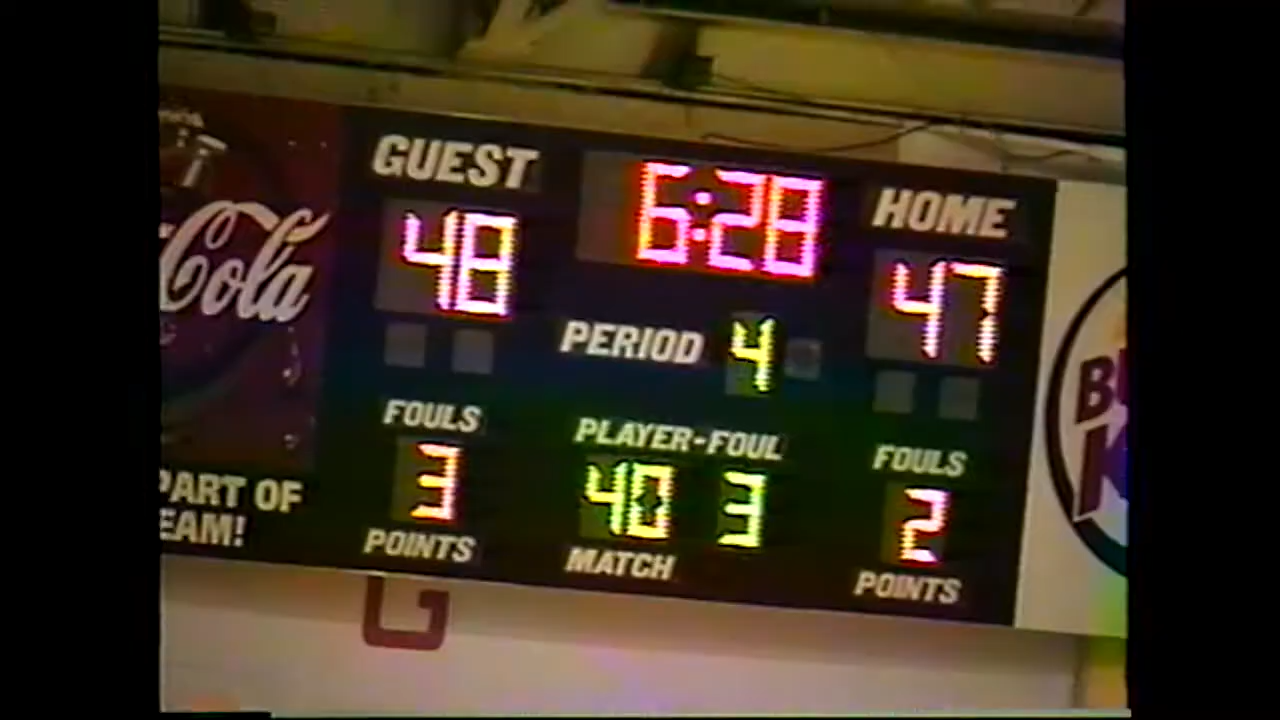 GUEST
6:28
HOME
48
47
Cola
PERIOD 4
FOULS
PLAYER-FOUL
FOULS
3
40 3
2
PART OF
EAM!
POINTS
MATCH
POINTS
G